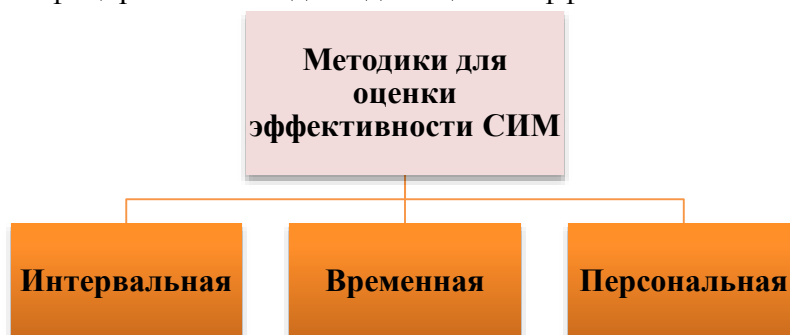 Методики для
оценки
эффективности СИМ
Интервальная
Временная
Персональная